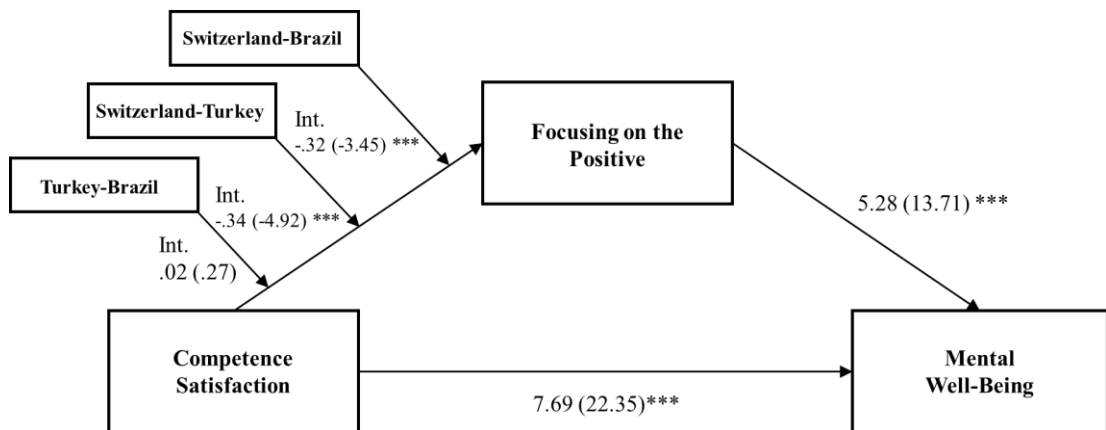 Switzerland-Brazil
Switzerland-Turkey
Int.
-.32 (-3.45) ***
Focusing on the
Positive
Turkey-Brazil
Int.
-.34 (-4.92) ***
5.28 (13.71) ***
Int.
.02 (.27)
Competence
Satisfaction
Mental
Well-Being
7.69 (22.35)***